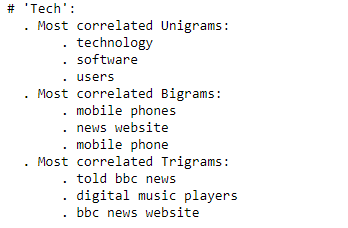 # 'Tech':
. Most correlated Unigrams:
. technology
. software
. users
. Most correlated Bigrams:
. mobile phones
. news website
. mobile phone
. Most correlated Trigrams:
. told bbc news
. digital music players
. bbc news website